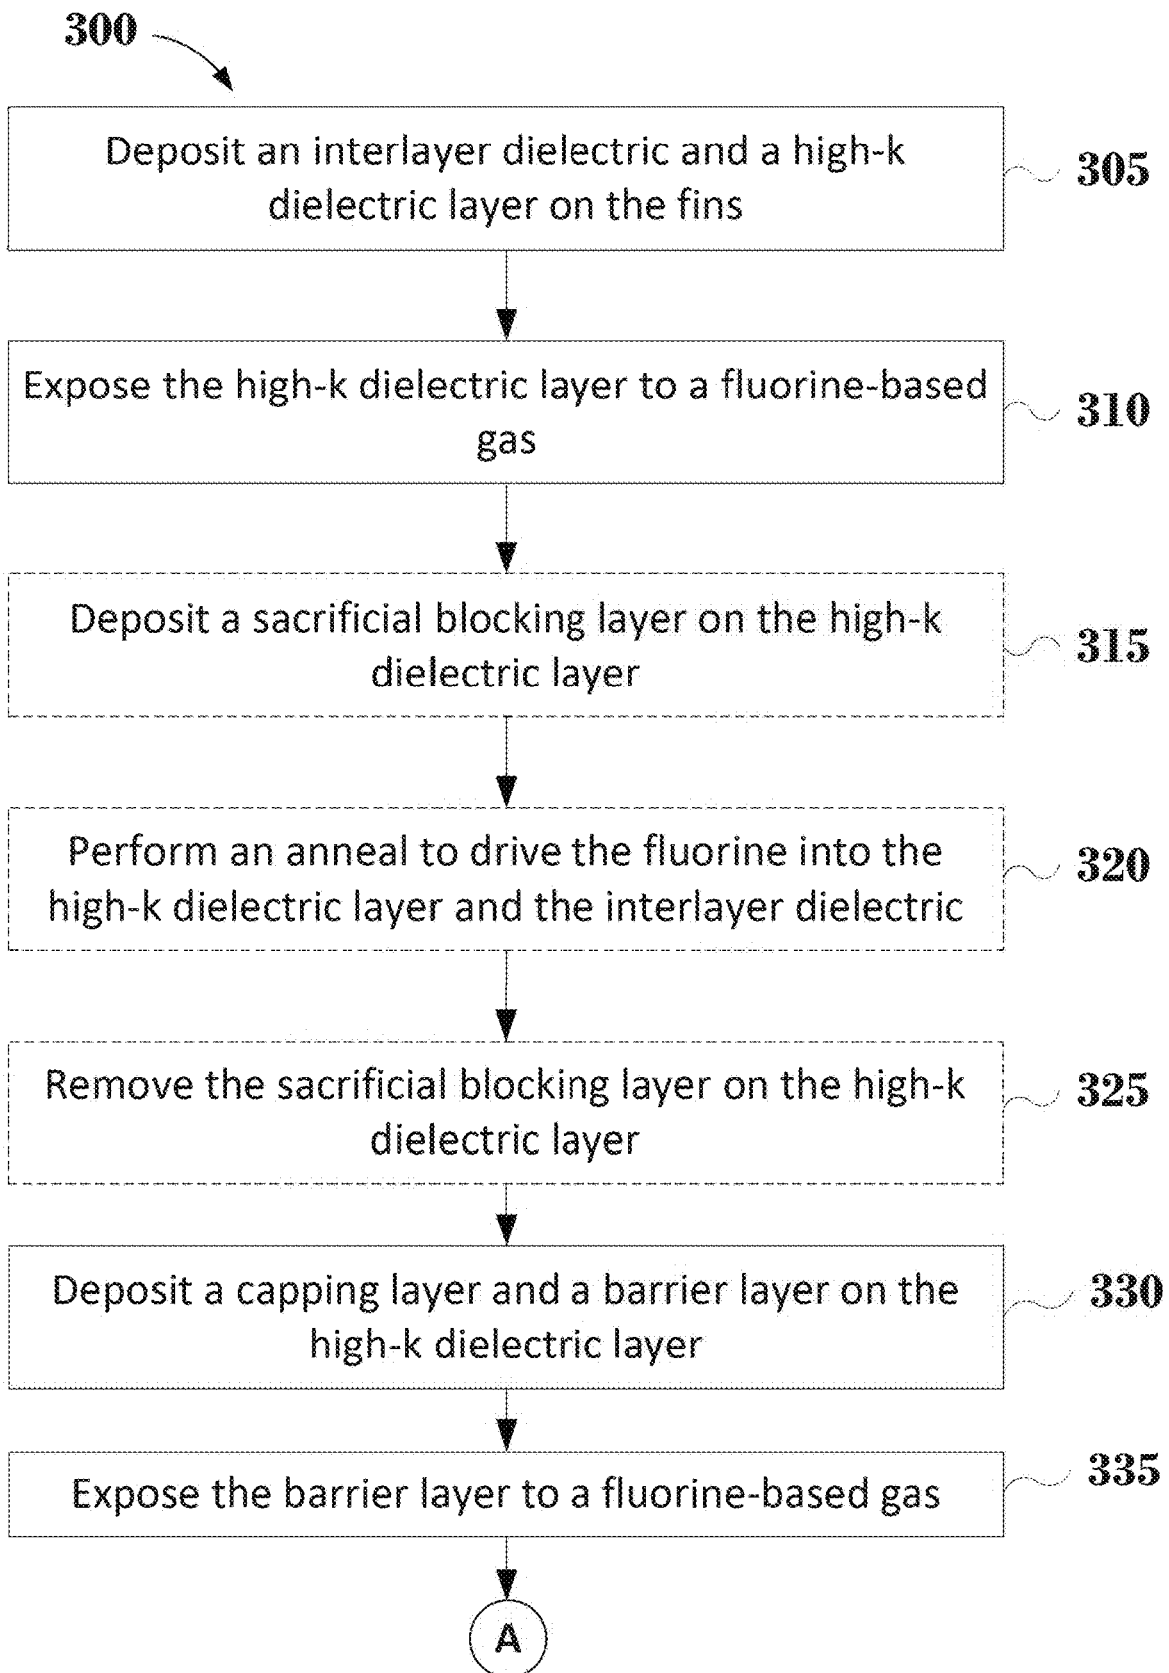 300
Deposit an interlayer dielectric and a high-k
dielectric layer on the fins
305
Expose the high-k dielectric layer to a fluorine-based
gas
310
Deposit a sacrificial blocking layer on the high-k
dielectric layer
315
Perform an anneal to drive the fluorine into the
high-k dielectric layer and the interlayer dielectric
320
Remove the sacrificial blocking layer on the high-k
dielectric layer
325
Deposit a capping layer and a barrier layer on the
high-k dielectric layer
330
Expose the barrier layer to a fluorine-based gas
335
A